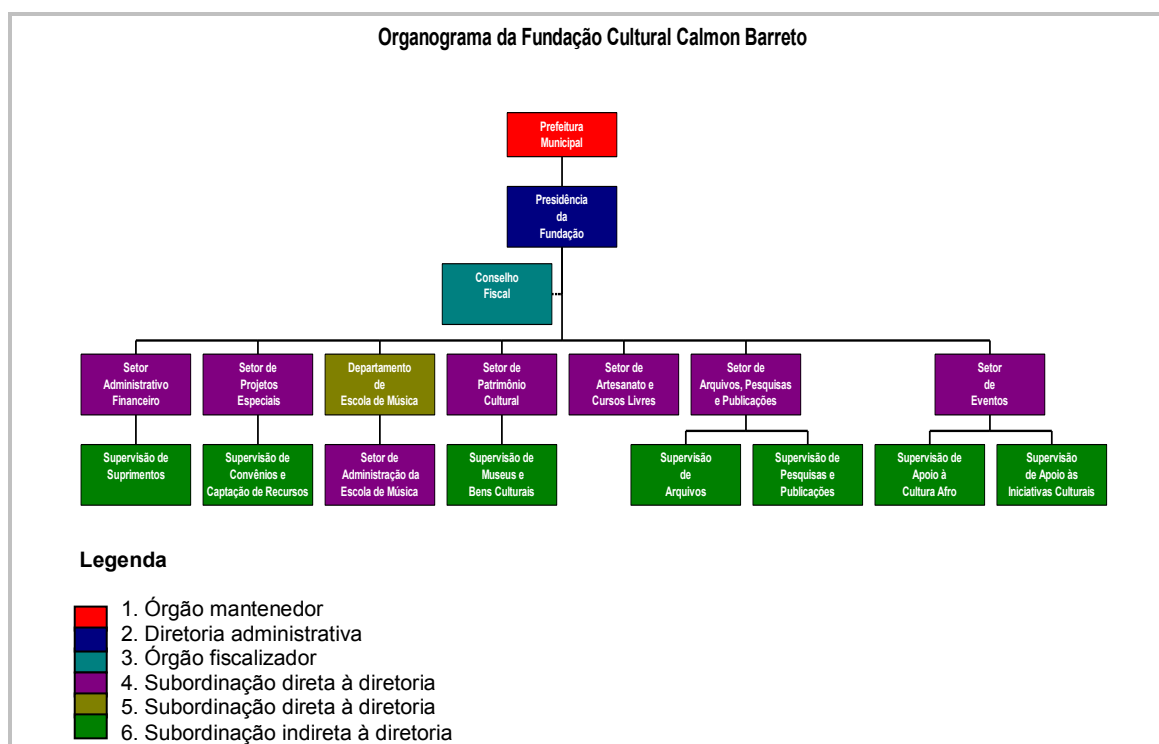 Organograma da Fundação Cultural Calmon Barreto
Prefeitura
Municipal
Presidência
da
Fundação
Conselho
Fiscal
Setor
Administrativo
Financeiro
Setor de
Projetos
Especiais
Departamento
de
Escola de Música
Setor de
Patrimônio
Cultural
Setor de
Artesanato e
Cursos Livres
Setor de
Arquivos, Pesquisas
e Publicações
Setor
de
Eventos
Supervisão de
Suprimentos
Supervisão de
Convênios e
Captação de Recursos
Setor de
Administração da
Escola de Música
Supervisão de
Museus e
Bens Culturais
Supervisão
de
Arquivos
Supervisão de
Pesquisas e
Publicações
Supervisão de
Apoio à
Cultura Afro
Supervisão
de Apoio às
Iniciativas Culturais
Legenda
1. Órgão mantenedor
2. Diretoria administrativa
3. Órgão fiscalizador
4. Subordinação direta à diretoria
5. Subordinação direta à diretoria
6. Subordinação indireta à diretoria